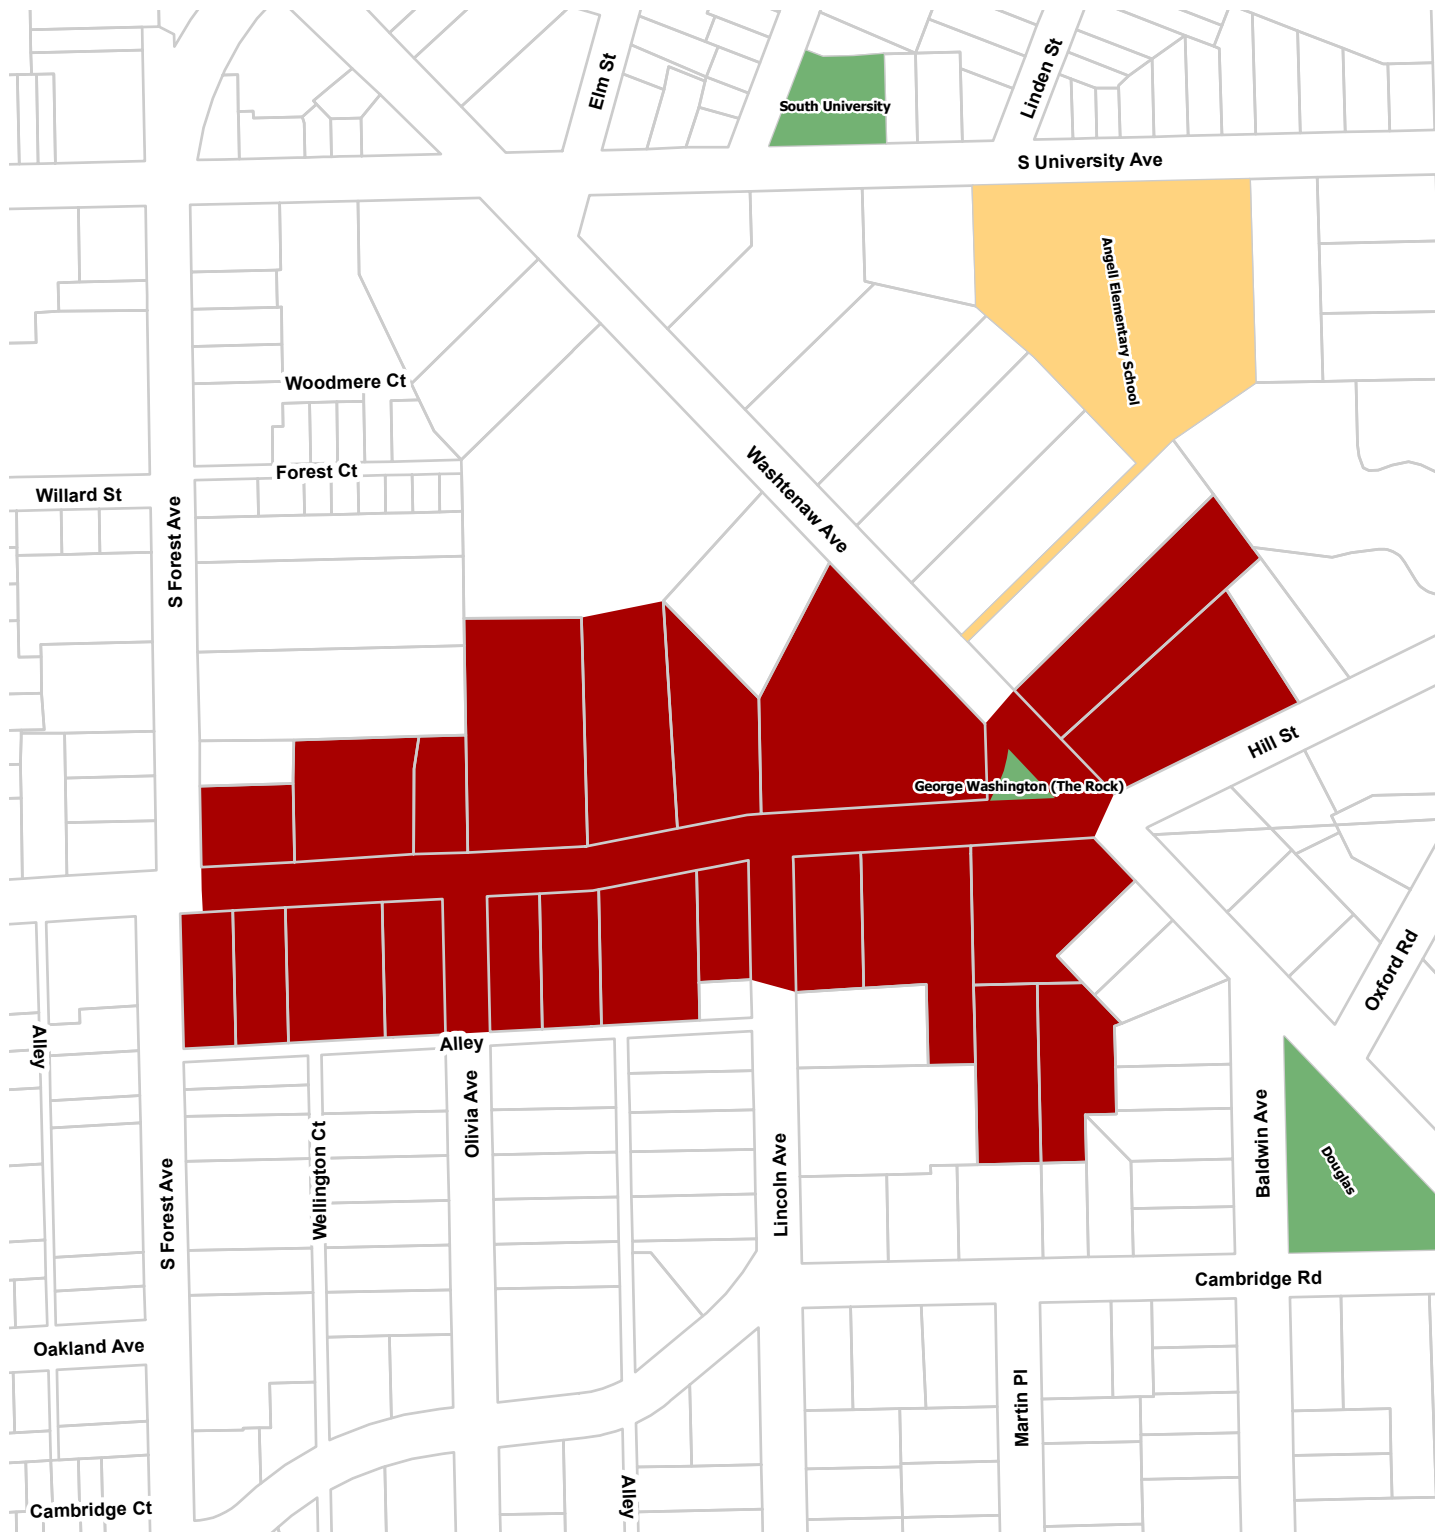 Elm St
Linden St
South University
S University Ave
Angell Elementary School
Woodmere Ct
Forest Ct
Willard St
S Forest Ave
Washtenaw Ave
Hill St
George Washington (The Rock)
Oxford Rd
Alley
Alley
Olivia Ave
Wellington Ct
S Forest Ave
Lincoln Ave
Baldwin Ave
Douglas
Cambridge Rd
Oakland Ave
Martin Pl
Alley
Cambridge Ct